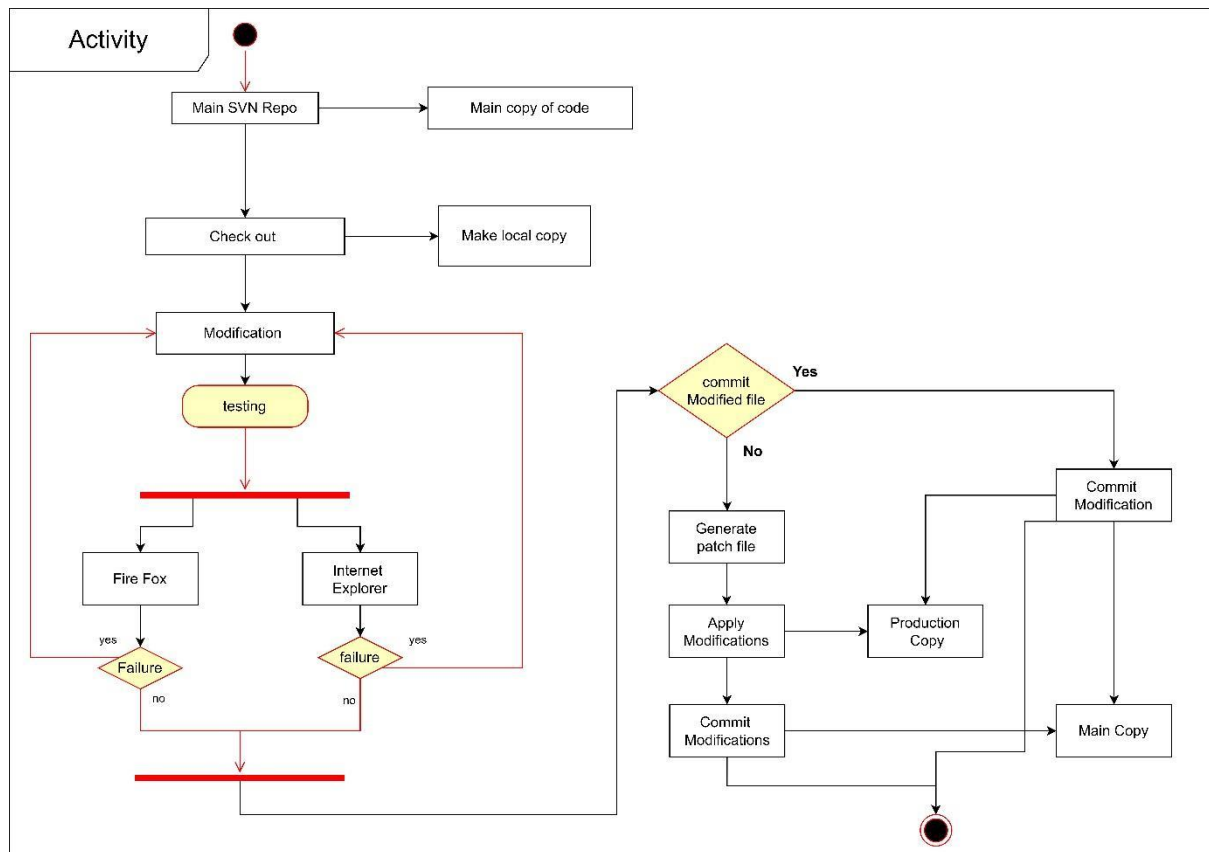 Activity
Main SVN Repo
Main copy of code
Check out
Make local copy
Modification
testing
Fire Fox
Internet
Explorer
yes
Failure
no
yes
failure
no
commit
Modified file
Yes
No
Commit
Modification
Generate
patch file
Apply
Modifications
Production
Copy
Commit
Modifications
Main Copy